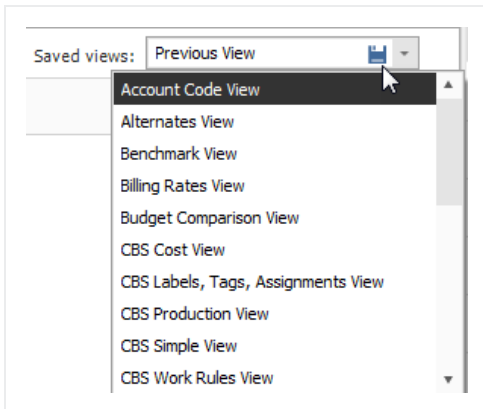 Saved views: Previous View
Account Code View
Alternates View
Benchmark View
Billing Rates View
Budget Comparison View
CBS Cost View
CBS Labels, Tags, Assignments View
CBS Production View
CBS Simple View
CBS Work Rules View